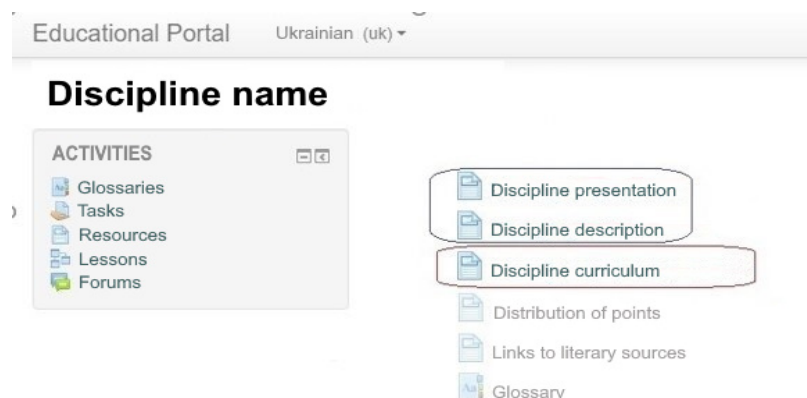 Educational Portal Ukrainian (uk)
Discipline name
ACTIVITIES
Glossaries
Tasks
Resources
Lessons
Forums
Discipline presentation
Discipline description
Discipline curriculum
Distribution of points
Links to literary sources
Glossary